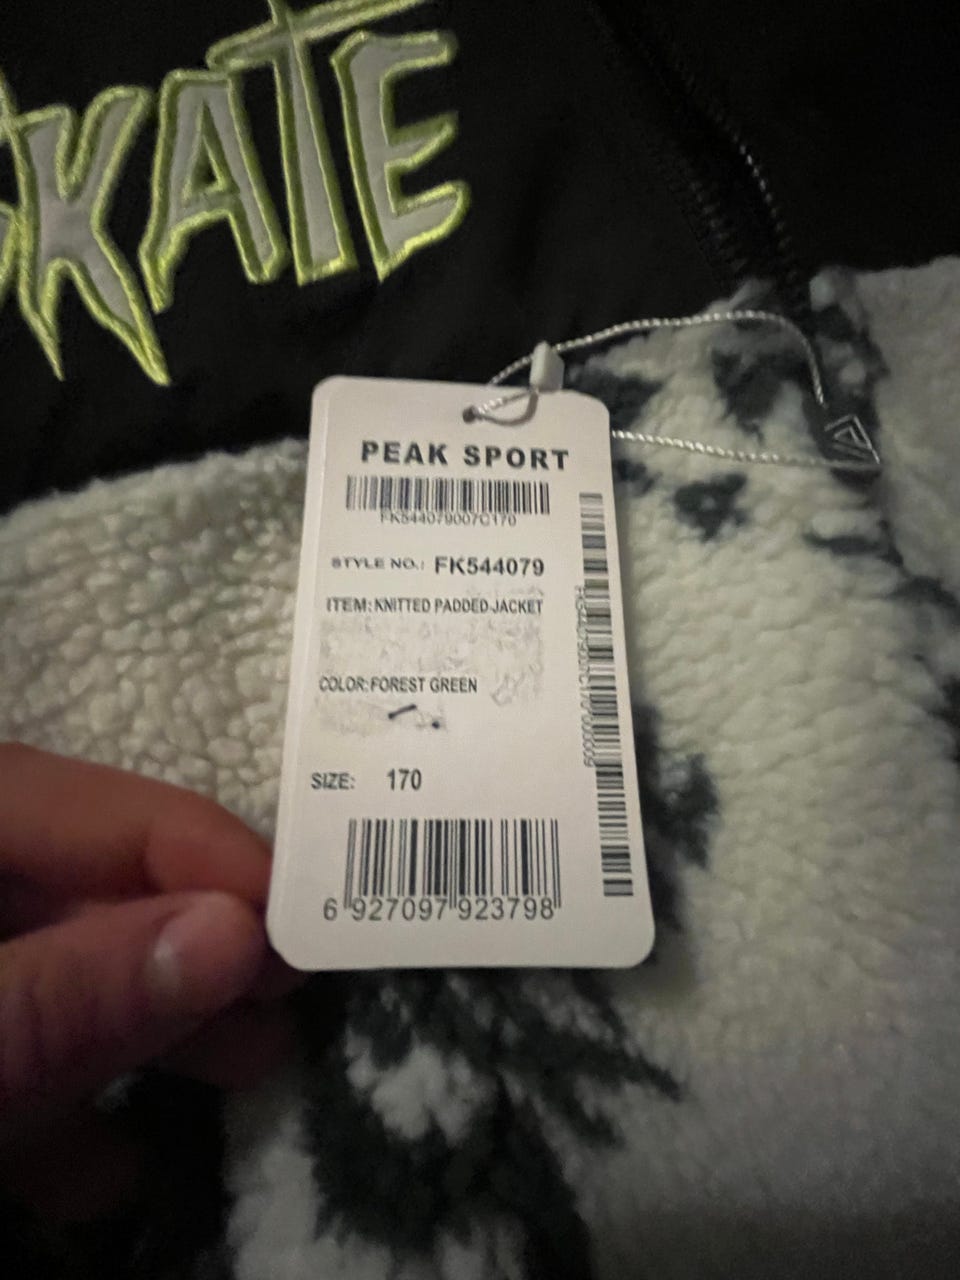 KATE
PEAK SPORT
FK544079007C170
STYLE NO.: FK544079
ITEM: KNITTED PADDED JACKET
COLOR: FOREST GREEN
SIZE: 170
6 927097 923798